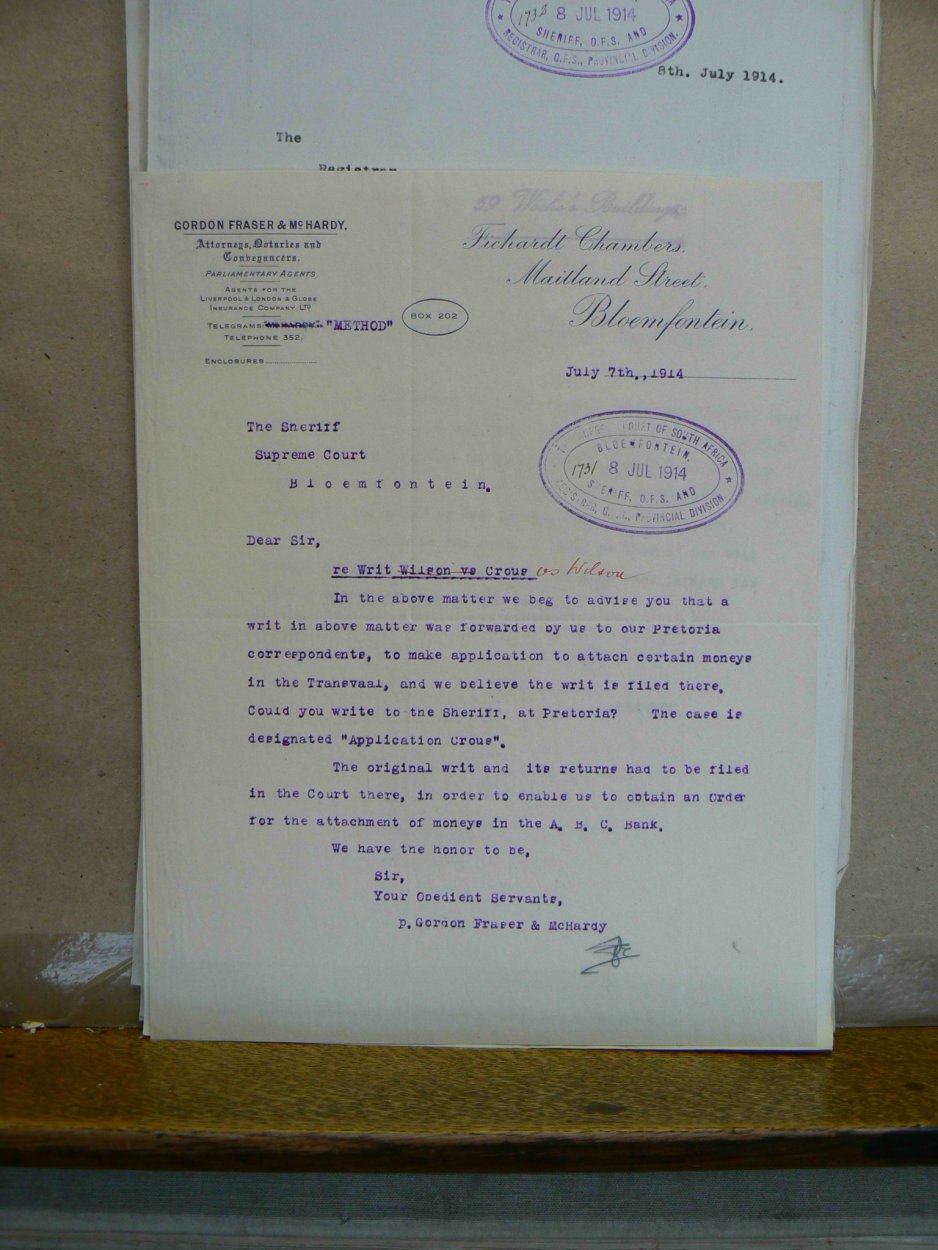 1732 8 JUL 1914
SHERIFF, O.F.S. AND
REGISTRAR, O.F.S., PROVINCIAL DIVISION.
8th. July 1914.
The
Registrar
GORDON FRASER & McHARDY,
Attorneys, Notaries and
Conveyancers.
PARLIAMENTARY AGENTS
AGENTS FOR THE
LIVERPOOL & LONDON & GLOBE
INSURANCE COMPANY LTD
TELEGRAMS: "McHARDY." "METHOD"
TELEPHONE 352.
ENCLOSURES
BOX 202
59 Buildings
Fichardt Chambers.
Maitland Street.
Bloemfontein.
July 7th.,1914
The Sheriff
Supreme Court
Bloemfontein.
COURT OF SOUTH AFRICA
BLOEMFONTEIN.
1731 8 JUL 1914
SHERIFF, O.F.S. AND
REGISTRAR, O.F.S., PROVINCIAL DIVISION.
Dear Sir,
re Writ Wilson vs Crous vs Wilson
In the above matter we beg to advise you that a
writ in above matter was forwarded by us to our Pretoria
correspondents, to make application to attach certain moneys
in the Transvaal, and we believe the writ is filed there.
Could you write to the Sheriff, at Pretoria? The case is
designated "Application Crous".
The original writ and its returns had to be filed
in the Court there, in order to enable us to obtain an Order
for the attachment of moneys in the A. B. C. Bank.
We have the honor to be,
Sir,
Your Obedient Servants,
p.Gordon Fraser & McHardy